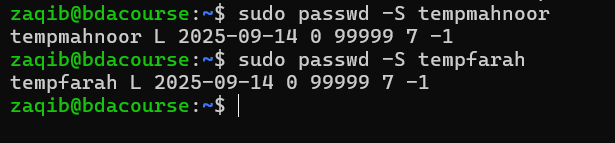 zaqib@bdacourse:~$ sudo passwd -S tempmahnoor
tempmahnoor L 2025-09-14 0 99999 7 -1
zaqib@bdacourse:~$ sudo passwd -S tempfarah
tempfarah L 2025-09-14 0 99999 7 -1
zaqib@bdacourse:~$